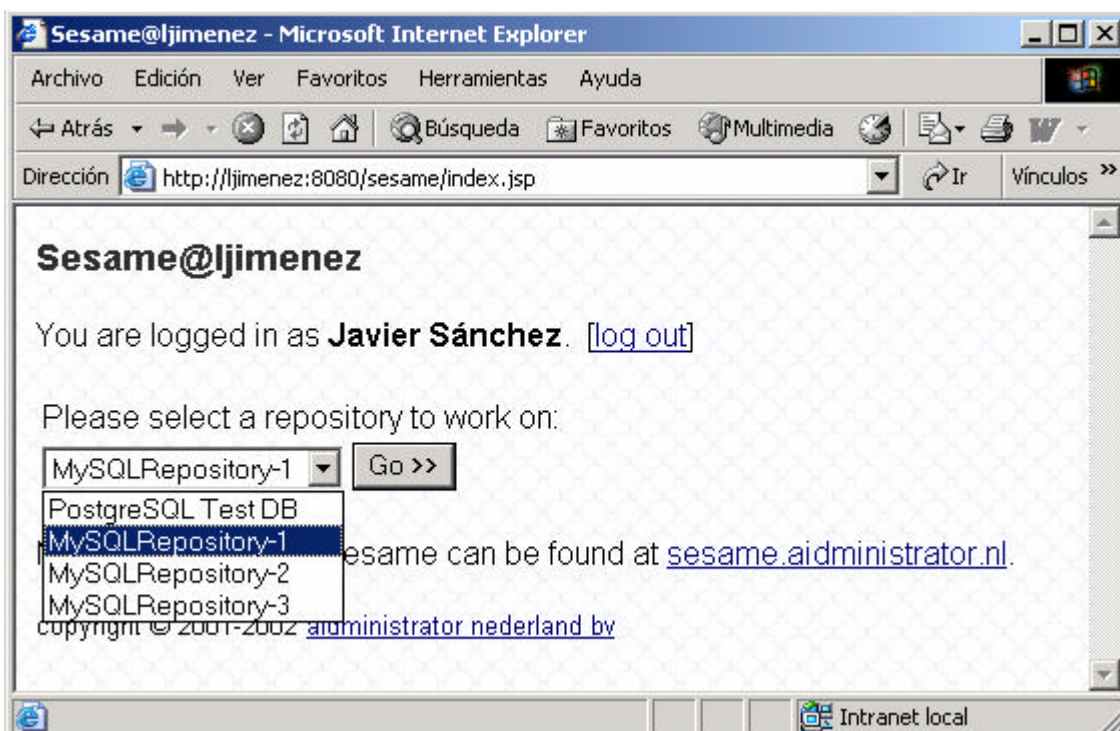 Sesame@ljimenez - Microsoft Internet Explorer
Archivo Edición Ver Favoritos Herramientas Ayuda
Atrás Búsqueda Favoritos Multimedia
Dirección http://ljimenez:8080/sesame/index.jsp Ir Vínculos »
Sesame@ljimenez
You are logged in as Javier Sánchez. [log out]
Please select a repository to work on:
MySQLRepository-1 Go >>
PostgreSQL Test DB
MySQLRepository-1
MySQLRepository-2
MySQLRepository-3
esame can be found at sesame.aidministrator.nl.
copyright © 2001-2002 aidministrator nederland bv
Intranet local